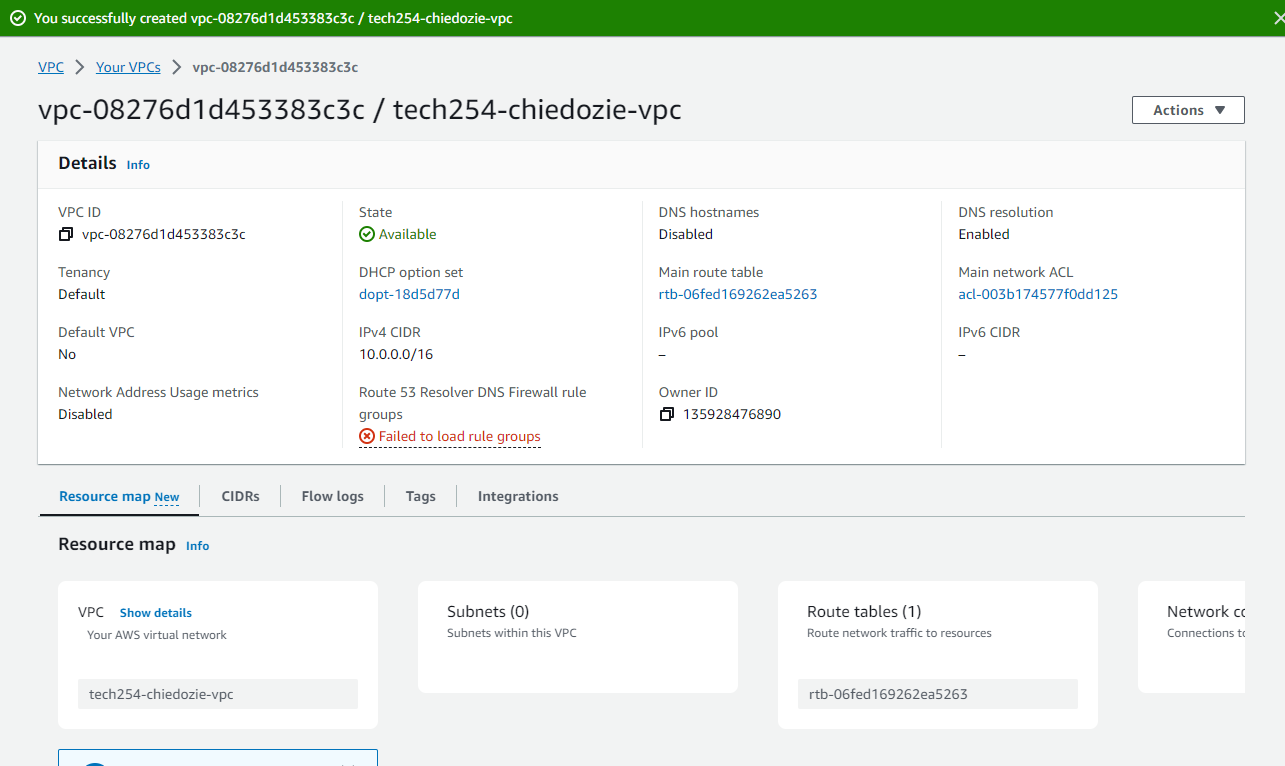 You successfully created vpc-08276d1d453383c3c / tech254-chiedozie-vpc
VPC > Your VPCs > vpc-08276d1d453383c3c
vpc-08276d1d453383c3c / tech254-chiedozie-vpc
Actions ▼
Details Info
VPC ID
vpc-08276d1d453383c3c
State
Available
DNS hostnames
Disabled
DNS resolution
Enabled
Tenancy
Default
DHCP option set
dopt-18d5d77d
Main route table
rtb-06fed169262ea5263
Main network ACL
acl-003b174577f0dd125
Default VPC
No
IPv4 CIDR
10.0.0.0/16
IPv6 pool
–
IPv6 CIDR
–
Network Address Usage metrics
Disabled
Route 53 Resolver DNS Firewall rule
groups
Failed to load rule groups
Owner ID
135928476890
Resource map New
CIDRs
Flow logs
Tags
Integrations
Resource map Info
VPC Show details
Your AWS virtual network
tech254-chiedozie-vpc
Subnets (0)
Subnets within this VPC
Route tables (1)
Route network traffic to resources
rtb-06fed169262ea5263
Network
Connections